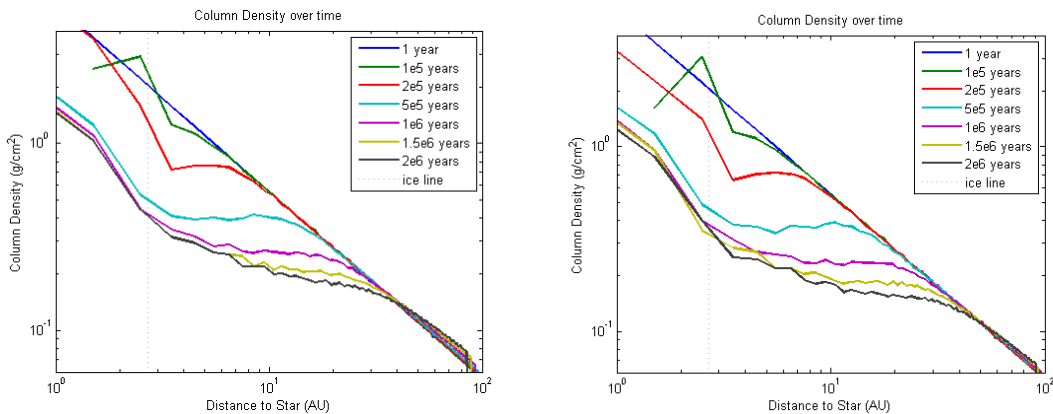 Column Density over time
Column Density (g/cm²)
10⁰
10⁻¹
1 year
1e5 years
2e5 years
5e5 years
1e6 years
1.5e6 years
2e6 years
ice line
10⁰
10¹
10²
Distance to Star (AU)
Column Density over time
Column Density (g/cm²)
10⁰
10⁻¹
1 year
1e5 years
2e5 years
5e5 years
1e6 years
1.5e6 years
2e6 years
ice line
10⁰
10¹
10²
Distance to Star (AU)